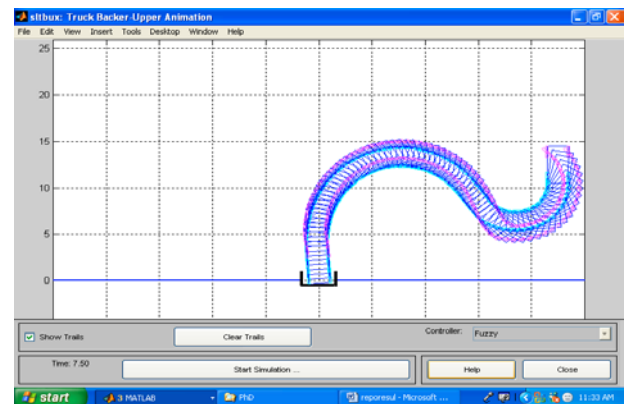 sltbux: Truck Backer-Upper Animation
File Edit View Insert Tools Desktop Window Help
25
20
15
10
5
0
Show Trails Clear Trails Controller: Fuzzy
Time: 7.50 Start Simulation ... Help Close
start 3 MATLAB PhD reporesul - Microsoft ... 11:33 AM